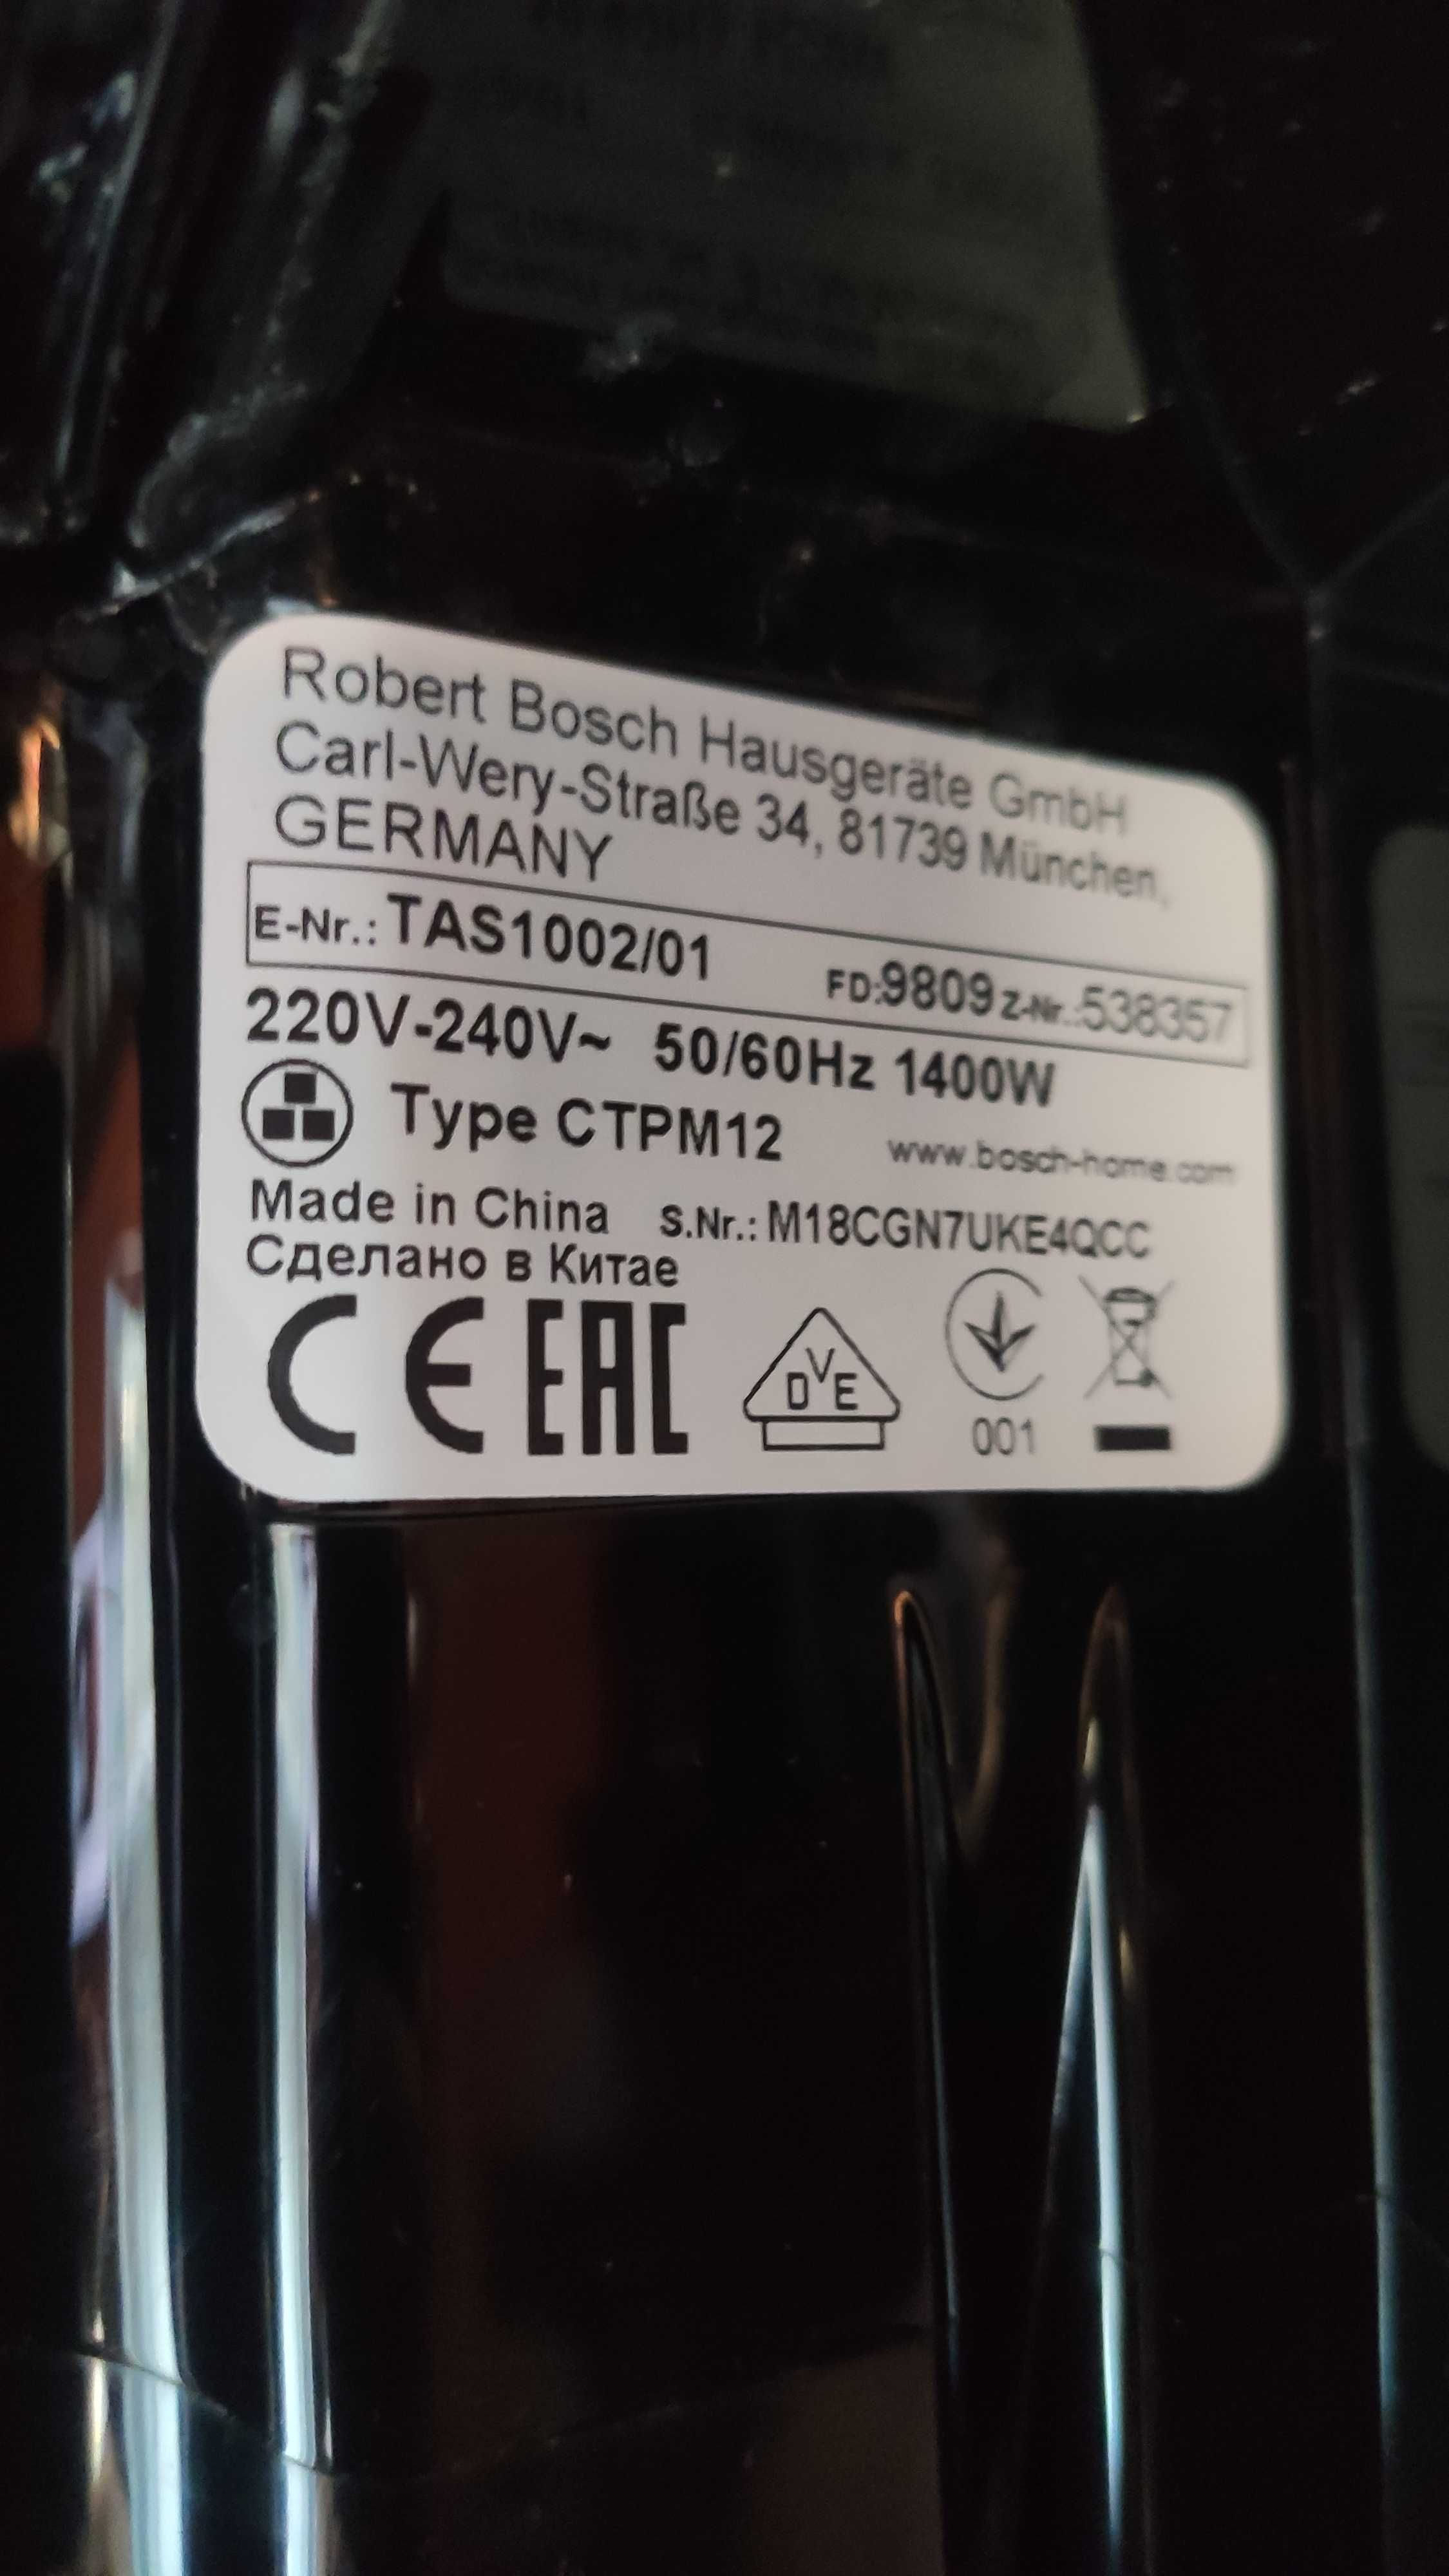 Robert Bosch Hausgeräte GmbH
Carl-Wery-Straße 34, 81739 München,
GERMANY
E-Nr.: TAS1002/01 FD:9809 Z-Nr.:538357
220V-240V~ 50/60Hz 1400W
Type CTPM12 www.bosch-home.com
Made in China S.Nr.: M18CGN7UKE4QCC
Сделано в Китае
CE EAC DVE
001